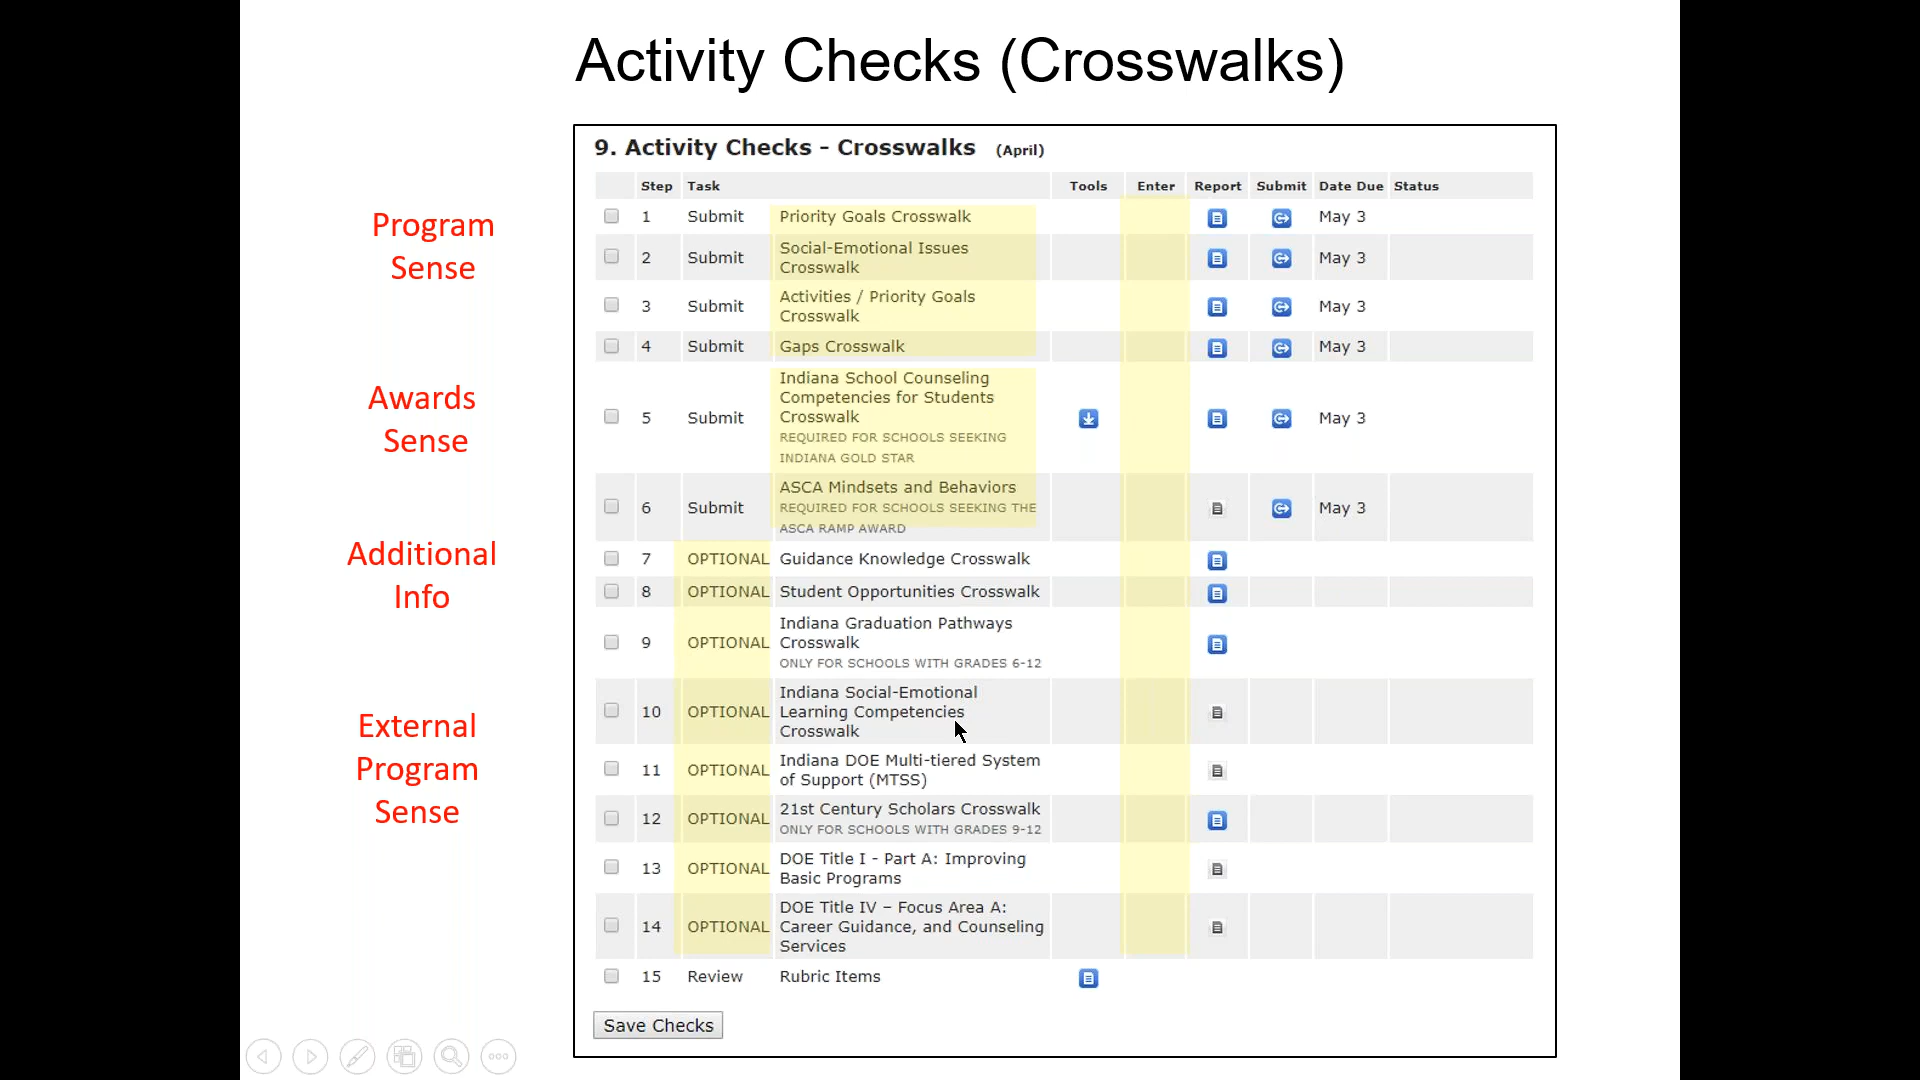 Activity Checks (Crosswalks)
9. Activity Checks - Crosswalks (April)
Step Task Tools Enter Report Submit Date Due Status
1 Submit Priority Goals Crosswalk May 3
2 Submit Social-Emotional Issues
Crosswalk May 3
3 Submit Activities / Priority Goals
Crosswalk May 3
4 Submit Gaps Crosswalk May 3
5 Submit Indiana School Counseling
Competencies for Students
Crosswalk May 3
REQUIRED FOR SCHOOLS SEEKING
INDIANA GOLD STAR
6 Submit ASCA Mindsets and Behaviors May 3
REQUIRED FOR SCHOOLS SEEKING THE
ASCA RAMP AWARD
7 OPTIONAL Guidance Knowledge Crosswalk
8 OPTIONAL Student Opportunities Crosswalk
9 OPTIONAL Indiana Graduation Pathways
Crosswalk
ONLY FOR SCHOOLS WITH GRADES 6-12
10 OPTIONAL Indiana Social-Emotional
Learning Competencies
Crosswalk
11 OPTIONAL Indiana DOE Multi-tiered System
of Support (MTSS)
12 OPTIONAL 21st Century Scholars Crosswalk
ONLY FOR SCHOOLS WITH GRADES 9-12
13 OPTIONAL DOE Title I - Part A: Improving
Basic Programs
14 OPTIONAL DOE Title IV – Focus Area A:
Career Guidance, and Counseling
Services
15 Review Rubric Items
Save Checks
Program
Sense
Awards
Sense
Additional
Info
External
Program
Sense